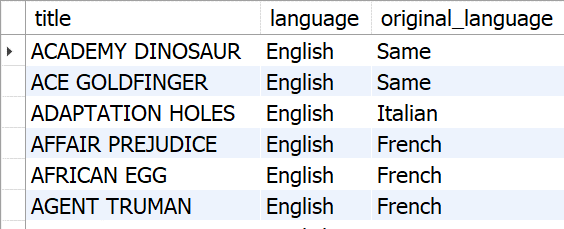 title language original_language
ACADEMY DINOSAUR English Same
ACE GOLDFINGER English Same
ADAPTATION HOLES English Italian
AFFAIR PREJUDICE English French
AFRICAN EGG English French
AGENT TRUMAN English French